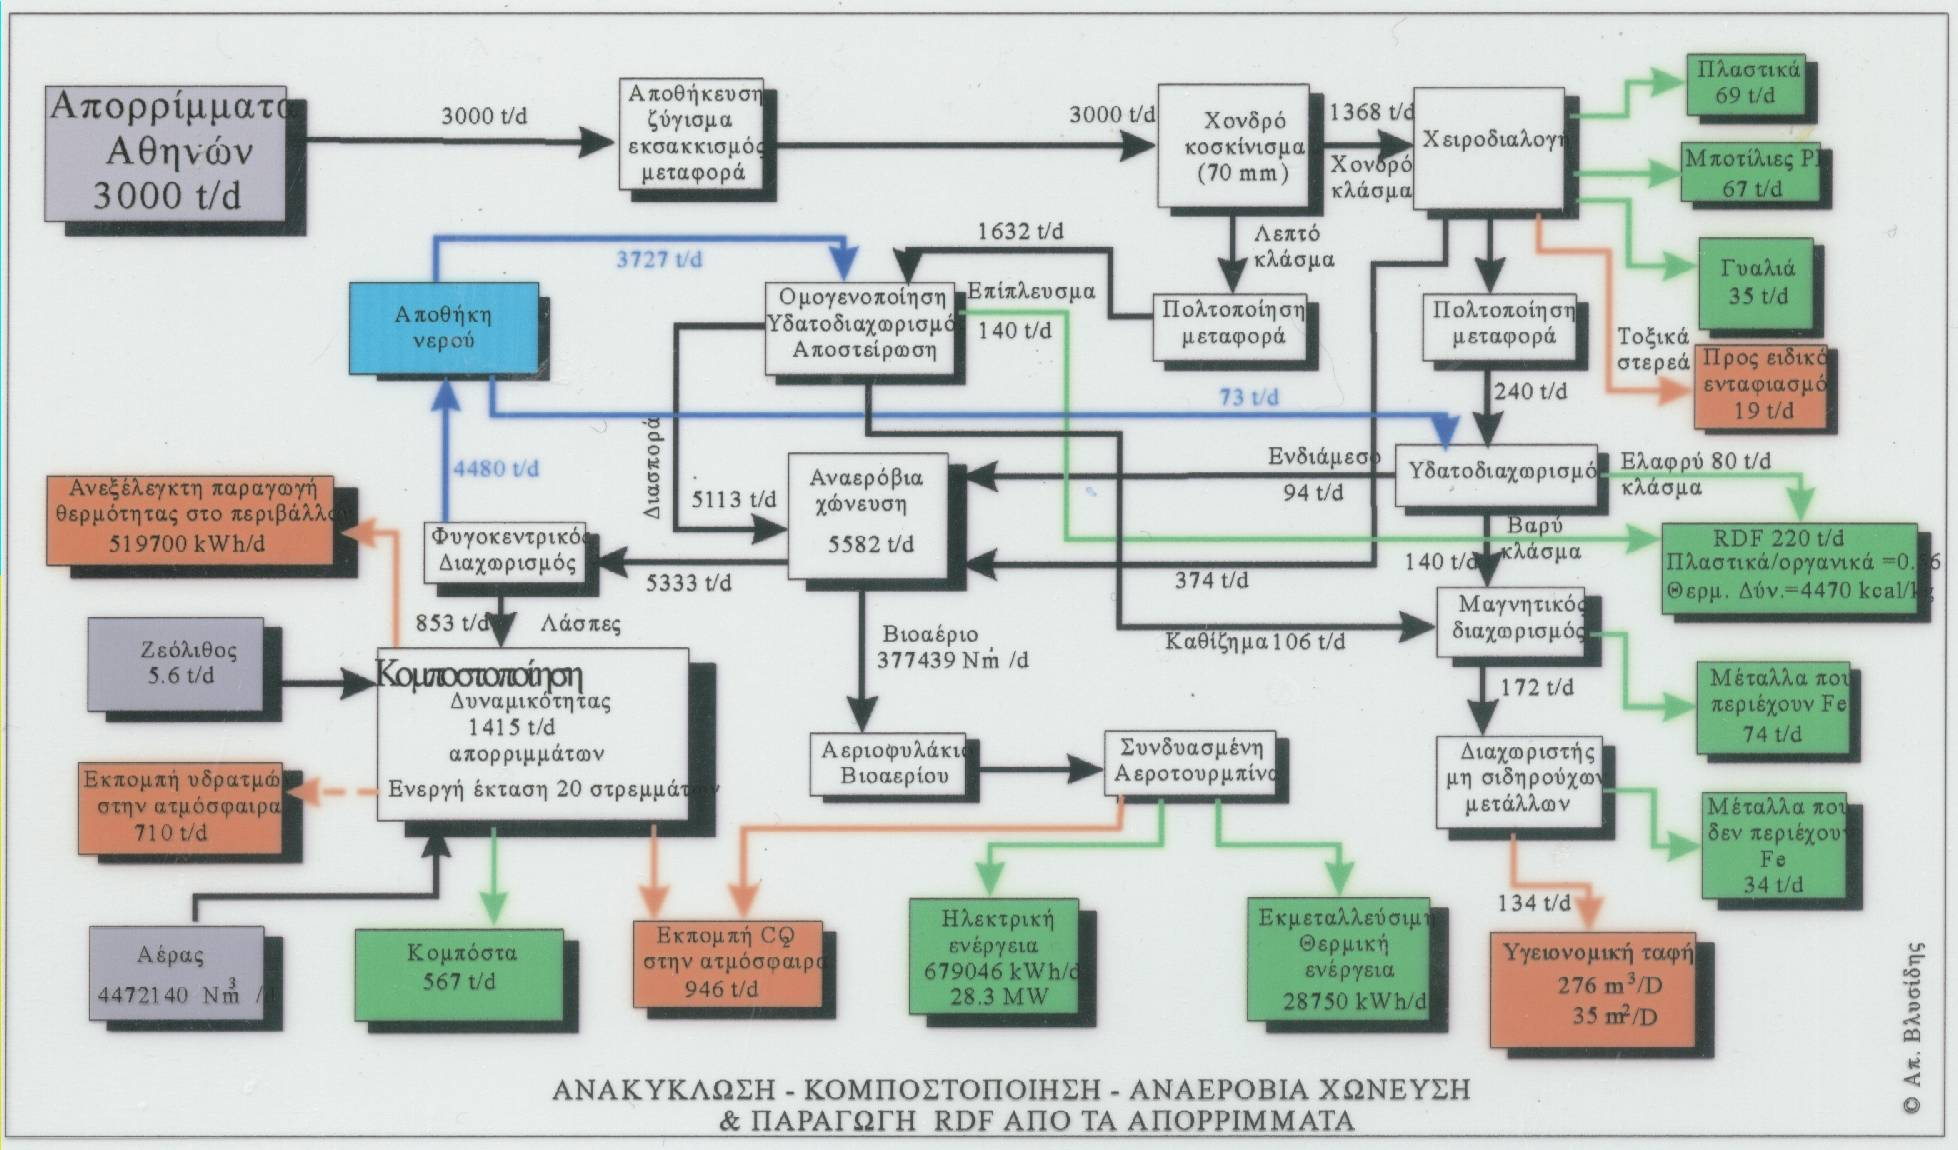 Απορρίμματα
Αθηνών
3000 t/d
3000 t/d
Αποθήκευση
ζύγισμα
εκσακκισμός
μεταφορά
3000 t/d
Χονδρό
κοσκίνισμα
(70 mm)
1368 t/d
Χονδρό
κλάσμα
Χειροδιαλογή
Πλαστικά
69 t/d
Μποτίλιες
67 t/d
Γυαλιά
35 t/d
Τοξικά
στερεά
Προς ειδικό
ενταφιασμό
19 t/d
Λεπτό
κλάσμα
1632 t/d
3727 t/d
Αποθήκη
νερού
Ομογενοποίηση
Υδατοδιαχωρισμό
Αποστείρωση
Επίπλευσμα
140 t/d
Πολτοποίηση
μεταφορά
Πολτοποίηση
μεταφορά
240 t/d
73 t/d
4480 t/d
Διασπορά
5113 t/d
Αναερόβια
χώνευση
5582 t/d
Ενδιάμεσο
94 t/d
Υδατοδιαχωρισμό
Ελαφρύ 80 t/d
κλάσμα
Βαρύ
κλάσμα
140 t/d
RDF 220 t/d
Πλαστικά/οργανικά =0.56
Θερμ. Δύν.=4470 kcal/kg
Ανεξέλεγκτη παραγωγή
θερμότητας στο περιβάλλο
519700 kWh/d
Φυγοκεντρικός
Διαχωρισμός
5333 t/d
374 t/d
853 t/d
Λάσπες
Βιοαέριο
377439 Nm /d
Καθίζημα 106 t/d
Μαγνητικός
διαχωρισμός
172 t/d
Μέταλλα που
περιέχουν Fe
74 t/d
Ζεόλιθος
5.6 t/d
Κομποστοποίηση
Δυναμικότητας
1415 t/d
απορριμμάτων
Ενεργή έκταση 20 στρεμμάτων
Εκπομπή υδρατμώ
στην ατμόσφαιρα
710 t/d
Αεριοφυλάκιο
Βιοαερίου
Συνδυασμένη
Αεροτουρμπίνα
Διαχωριστής
μη σιδηρούχων
μετάλλων
Μέταλλα που
δεν περιέχουν
Fe
34 t/d
134 t/d
Αέρας
4472140 Nm³ /d
Κομπόστα
567 t/d
Εκπομπή CO2
στην ατμόσφαιρα
946 t/d
Ηλεκτρική
ενέργεια
679046 kWh/d
28.3 MW
Εκμεταλλεύσιμη
Θερμική
ενέργεια
28750 kWh/d
Υγειονομική ταφή
276 m³/D
35 m²/D
© Απ. Βλυσίδης
ΑΝΑΚΥΚΛΩΣΗ - ΚΟΜΠΟΣΤΟΠΟΙΗΣΗ - ΑΝΑΕΡΟΒΙΑ ΧΩΝΕΥΣΗ
& ΠΑΡΑΓΩΓΗ RDF ΑΠΟ ΤΑ ΑΠΟΡΡΙΜΜΑΤΑ